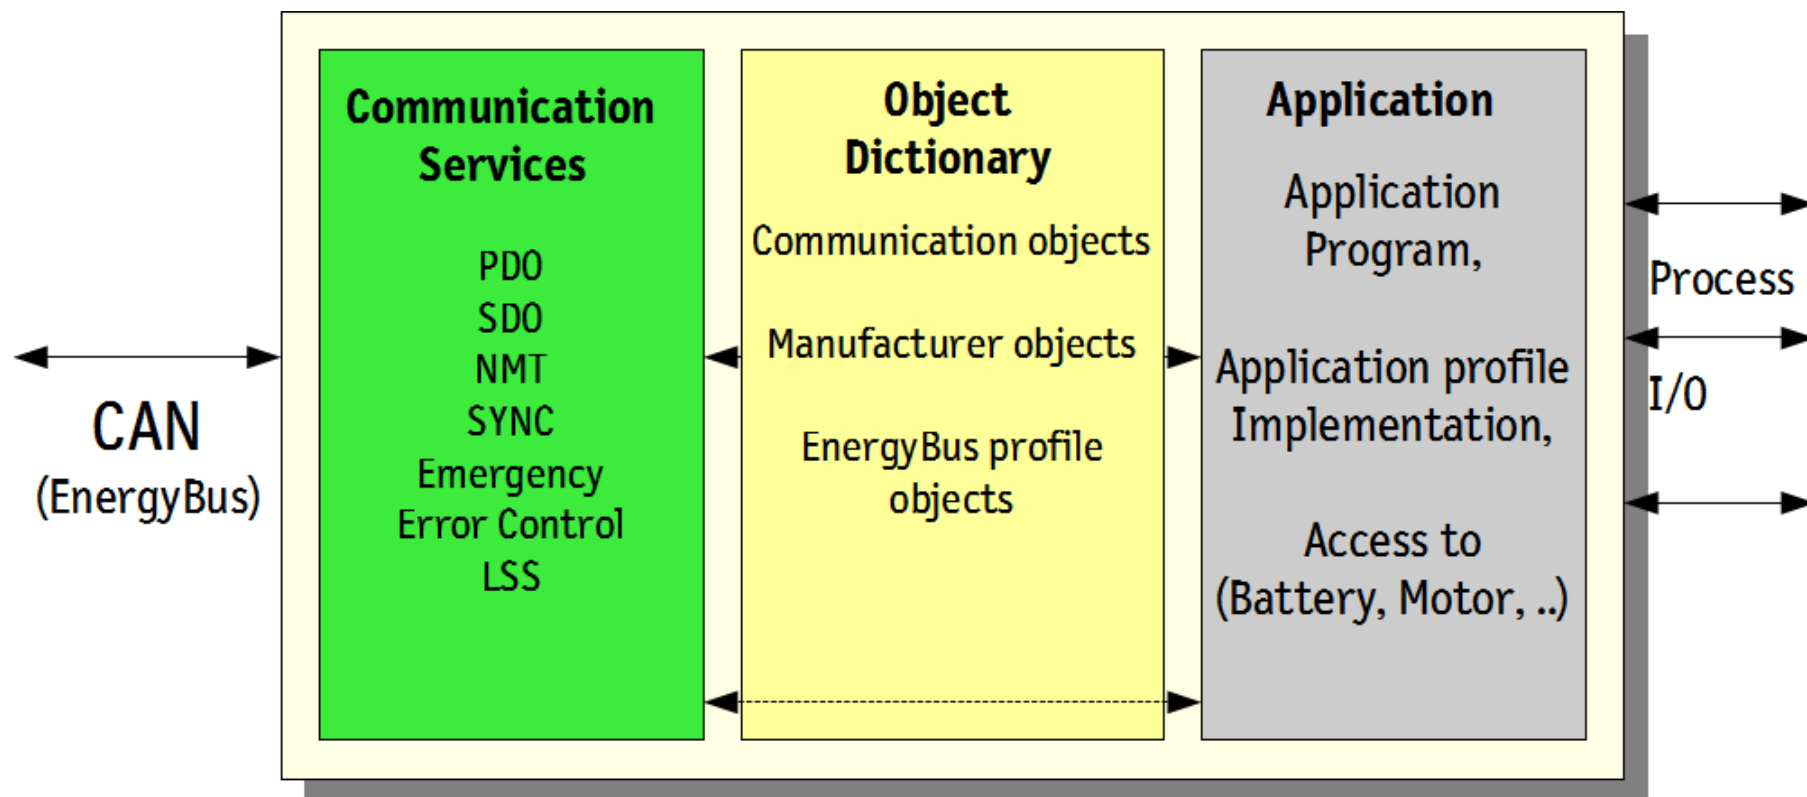 CAN
(EnergyBus)
Communication
Services
PDO
SDO
NMT
SYNC
Emergency
Error Control
LSS
Object
Dictionary
Communication objects
Manufacturer objects
EnergyBus profile
objects
Application
Application
Program,
Application profile
Implementation,
Access to
(Battery, Motor, ..)
Process
I/O